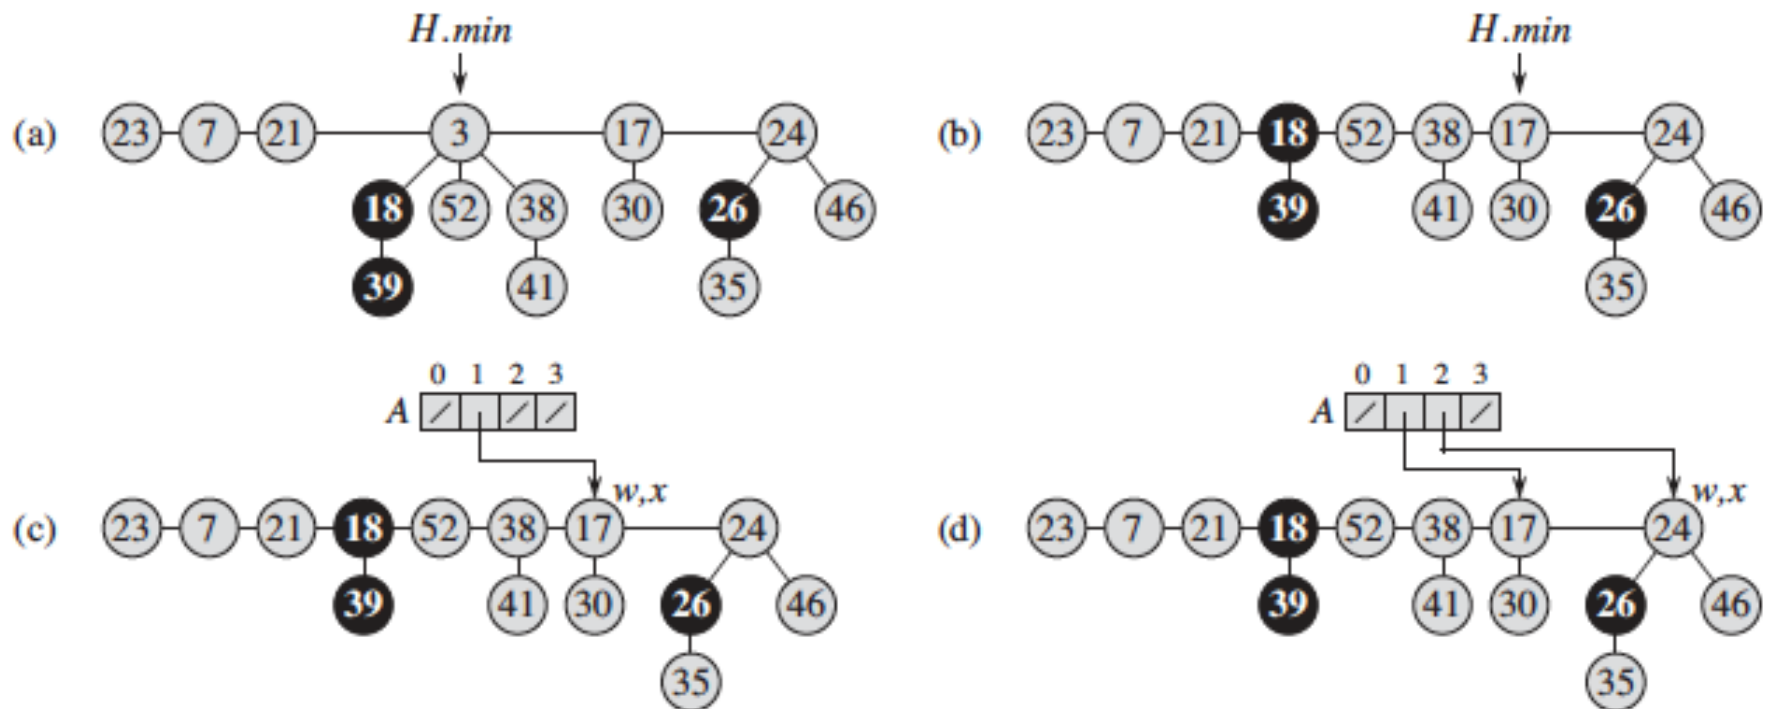 H.min H.min
(a) 23 7 21 3 17 24 (b) 23 7 21 18 52 38 17 24
18 52 38 30 26 46 39 41 30 26 46
39 41 35 35
0 1 2 3 0 1 2 3
A / / / A / /
w,x w,x
(c) 23 7 21 18 52 38 17 24 (d) 23 7 21 18 52 38 17 24
39 41 30 26 46 39 41 30 26 46
35 35